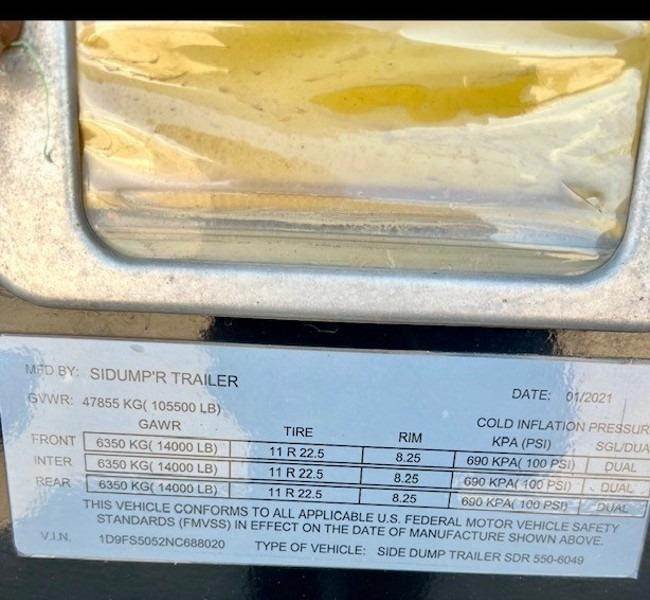 MFD BY: SIDUMP'R TRAILER
DATE: 01/2021
GVWR: 47855 KG( 105500 LB)
GAWR TIRE RIM COLD INFLATION PRESSUR
KPA (PSI) SGL/DUA
FRONT 6350 KG( 14000 LB) 11 R 22.5 8.25 690 KPA( 100 PSI) DUAL
INTER 6350 KG( 14000 LB) 11 R 22.5 8.25 690 KPA( 100 PSI) DUAL
REAR 6350 KG( 14000 LB) 11 R 22.5 8.25 690 KPA( 100 PSI) DUAL
THIS VEHICLE CONFORMS TO ALL APPLICABLE U.S. FEDERAL MOTOR VEHICLE SAFETY
STANDARDS (FMVSS) IN EFFECT ON THE DATE OF MANUFACTURE SHOWN ABOVE.
V.I.N. 1D9FS5052NC688020 TYPE OF VEHICLE: SIDE DUMP TRAILER SDR 550-6049